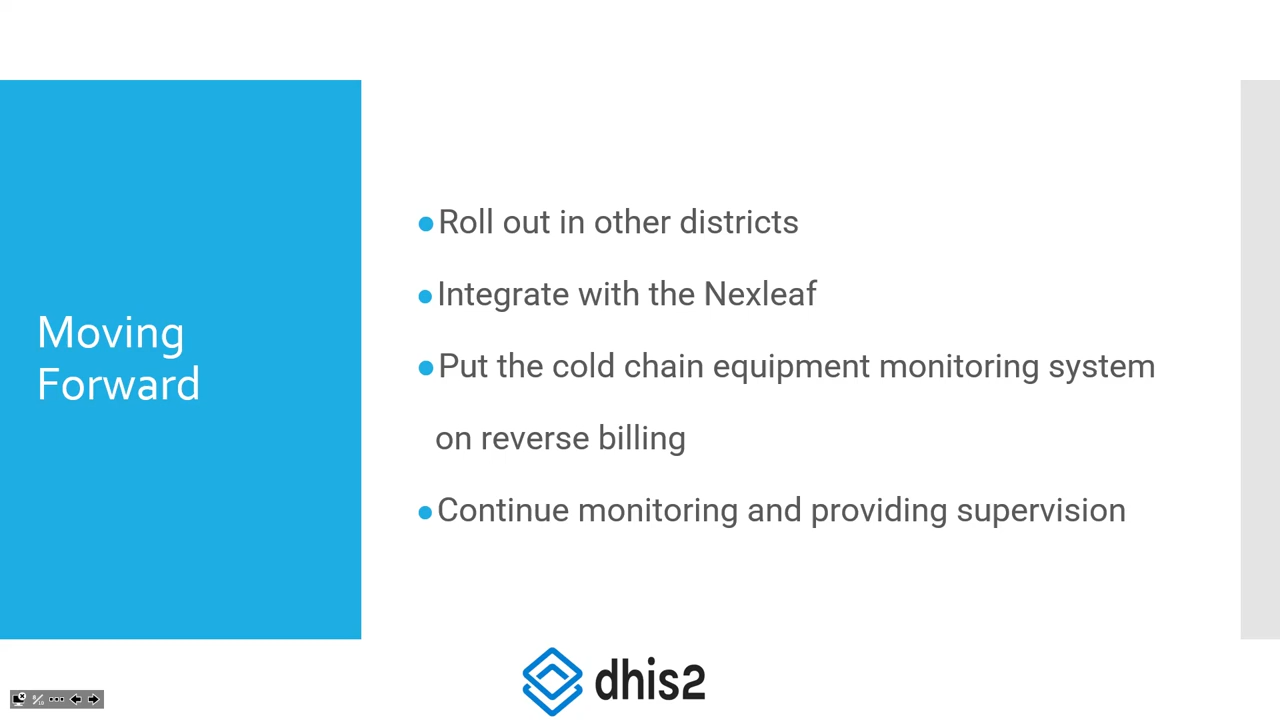 Moving
Forward
Roll out in other districts
Integrate with the Nexleaf
Put the cold chain equipment monitoring system
on reverse billing
Continue monitoring and providing supervision
dhis2